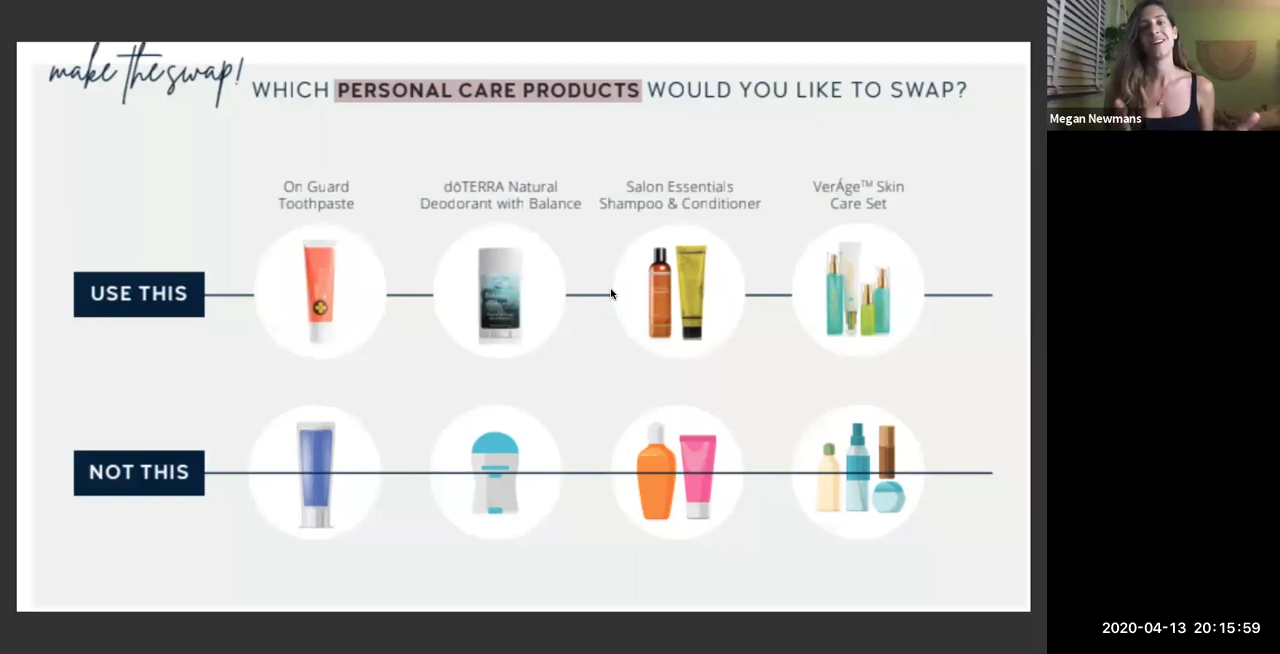 make the swap!
WHICH PERSONAL CARE PRODUCTS WOULD YOU LIKE TO SWAP?
On Guard
Toothpaste
dōTERRA Natural
Deodorant with Balance
Salon Essentials
Shampoo & Conditioner
VerÁge™ Skin
Care Set
USE THIS
NOT THIS
Megan Newmans
2020-04-13 20:15:59